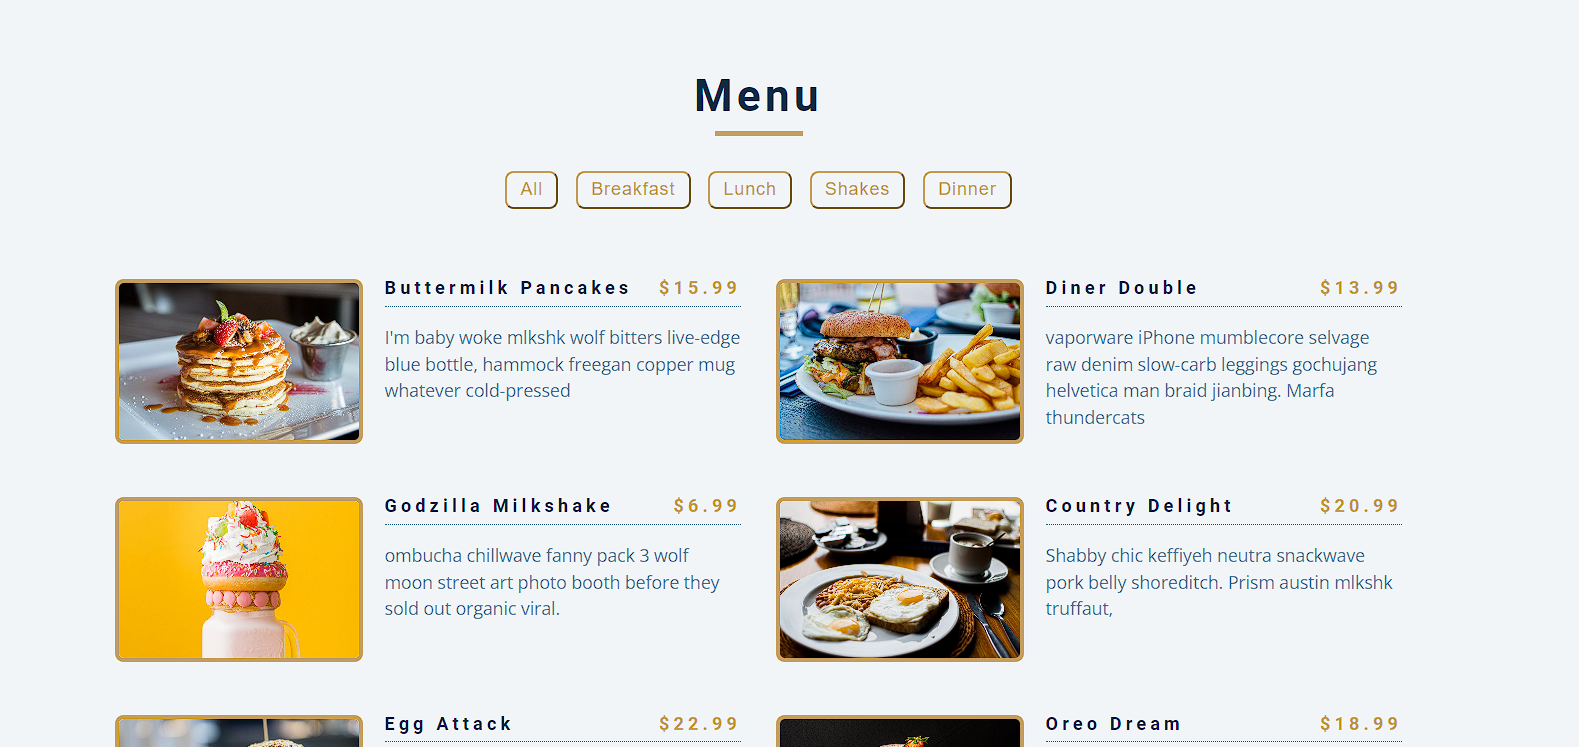 Menu
All Breakfast Lunch Shakes Dinner
Buttermilk Pancakes $15.99
I'm baby woke mlkshk wolf bitters live-edge
blue bottle, hammock freegan copper mug
whatever cold-pressed
Diner Double $13.99
vaporware iPhone mumblecore selvage
raw denim slow-carb leggings gochujang
helvetica man braid jianbing. Marfa
thundercats
Godzilla Milkshake $6.99
ombucha chillwave fanny pack 3 wolf
moon street art photo booth before they
sold out organic viral.
Country Delight $20.99
Shabby chic keffiyeh neutra snackwave
pork belly shoreditch. Prism austin mlkshk
truffaut,
Egg Attack $22.99
Oreo Dream $18.99